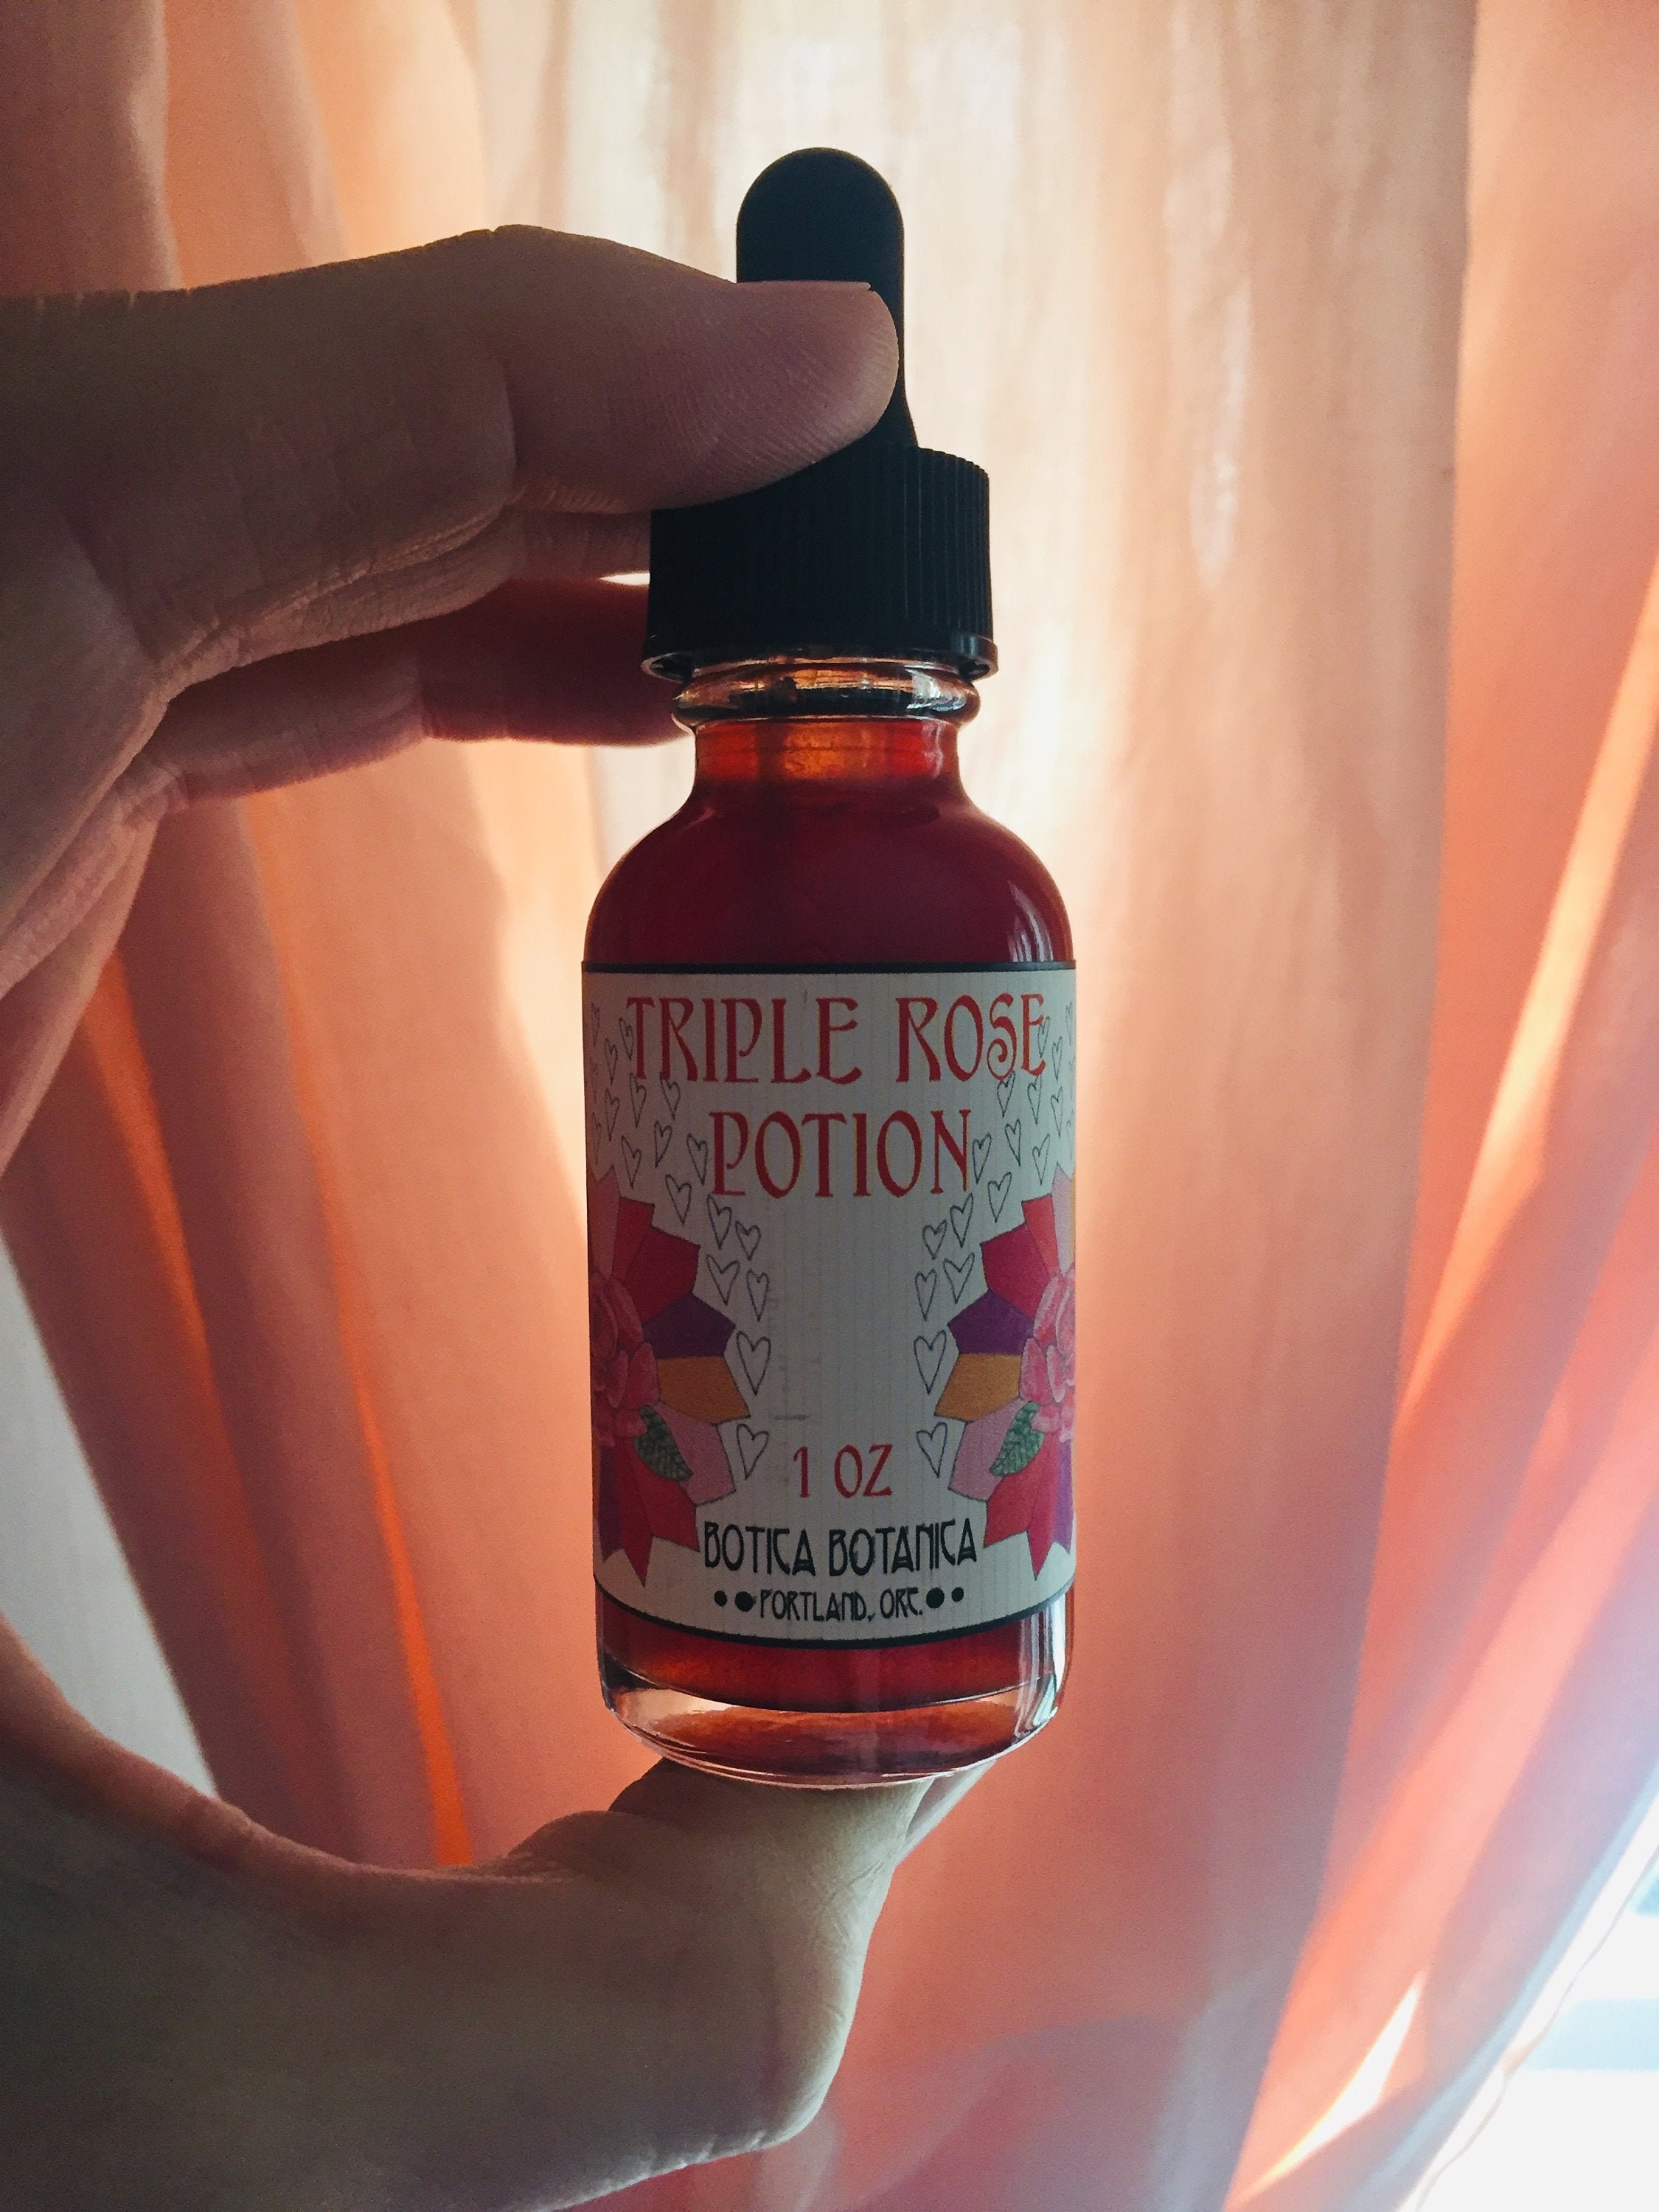 TRIPLE ROSE
POTION
1 OZ
BOTICA BOTANICA
PORTLAND, ORE.